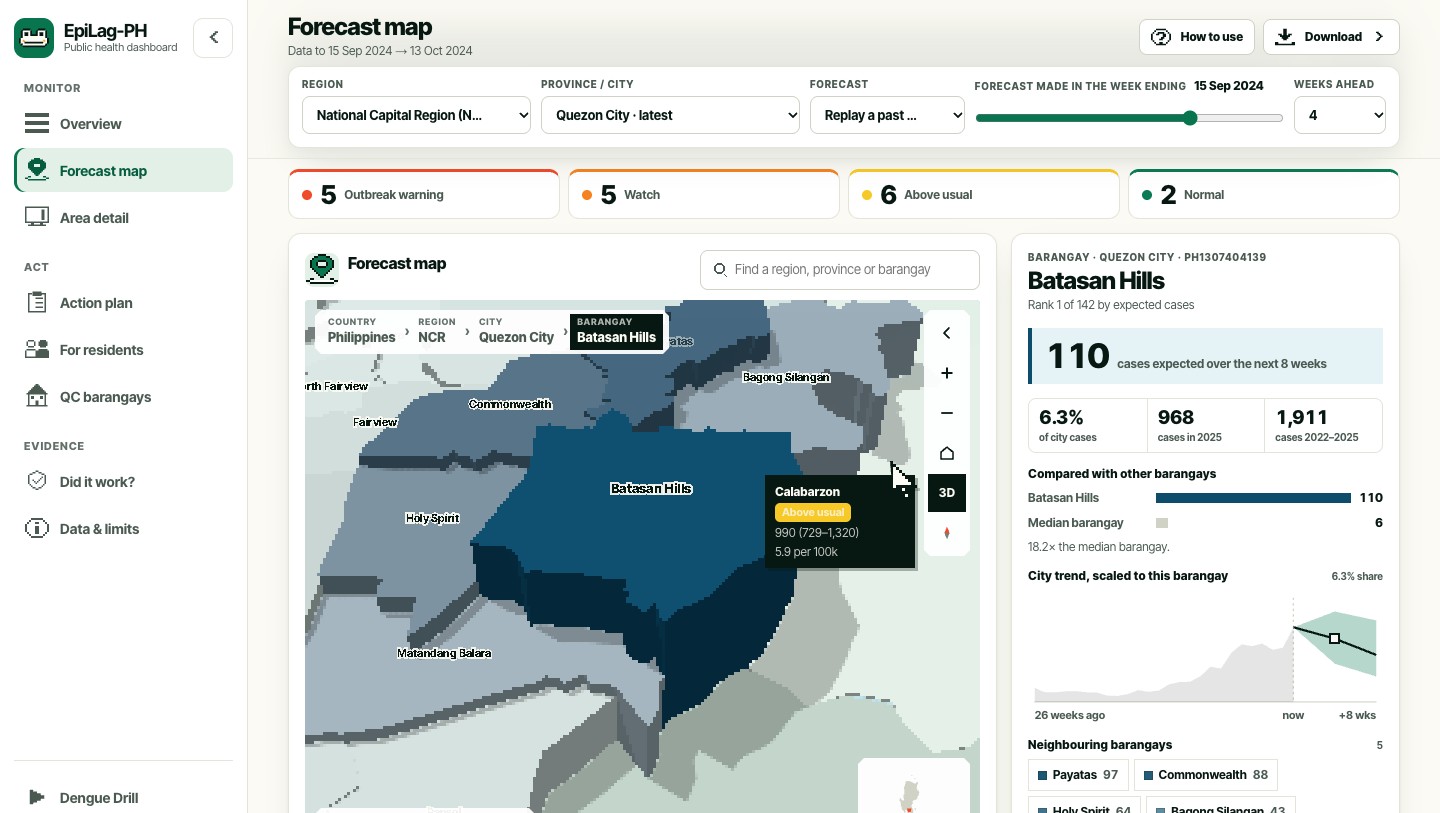 EpiLag-PH
Public health dashboard
MONITOR
Overview
Forecast map
Area detail
ACT
Action plan
For residents
QC barangays
EVIDENCE
Did it work?
Data & limits
Dengue Drill
Forecast map
Data to 15 Sep 2024 → 13 Oct 2024
How to use
Download
REGION
National Capital Region (N...
PROVINCE / CITY
Quezon City · latest
FORECAST
Replay a past ...
FORECAST MADE IN THE WEEK ENDING 15 Sep 2024
WEEKS AHEAD
4
5 Outbreak warning
5 Watch
6 Above usual
2 Normal
Forecast map
Find a region, province or barangay
COUNTRY
Philippines
REGION
NCR
CITY
Quezon City
BARANGAY
Batasan Hills
atas
Bagong Silangan
rth Fairview
Commonwealth
Fairview
Batasan Hills
Holy Spirit
Matandang Balara
3D
Calabarzon
Above usual
990 (729–1,320)
5.9 per 100k
BARANGAY · QUEZON CITY · PH1307404139
Batasan Hills
Rank 1 of 142 by expected cases
110 cases expected over the next 8 weeks
6.3%
of city cases
968
cases in 2025
1,911
cases 2022–2025
Compared with other barangays
Batasan Hills 110
Median barangay 6
18.2× the median barangay.
City trend, scaled to this barangay 6.3% share
26 weeks ago now +8 wks
Neighbouring barangays 5
Payatas 97
Commonwealth 88
Holy Spirit 64
Bagong Silangan 43